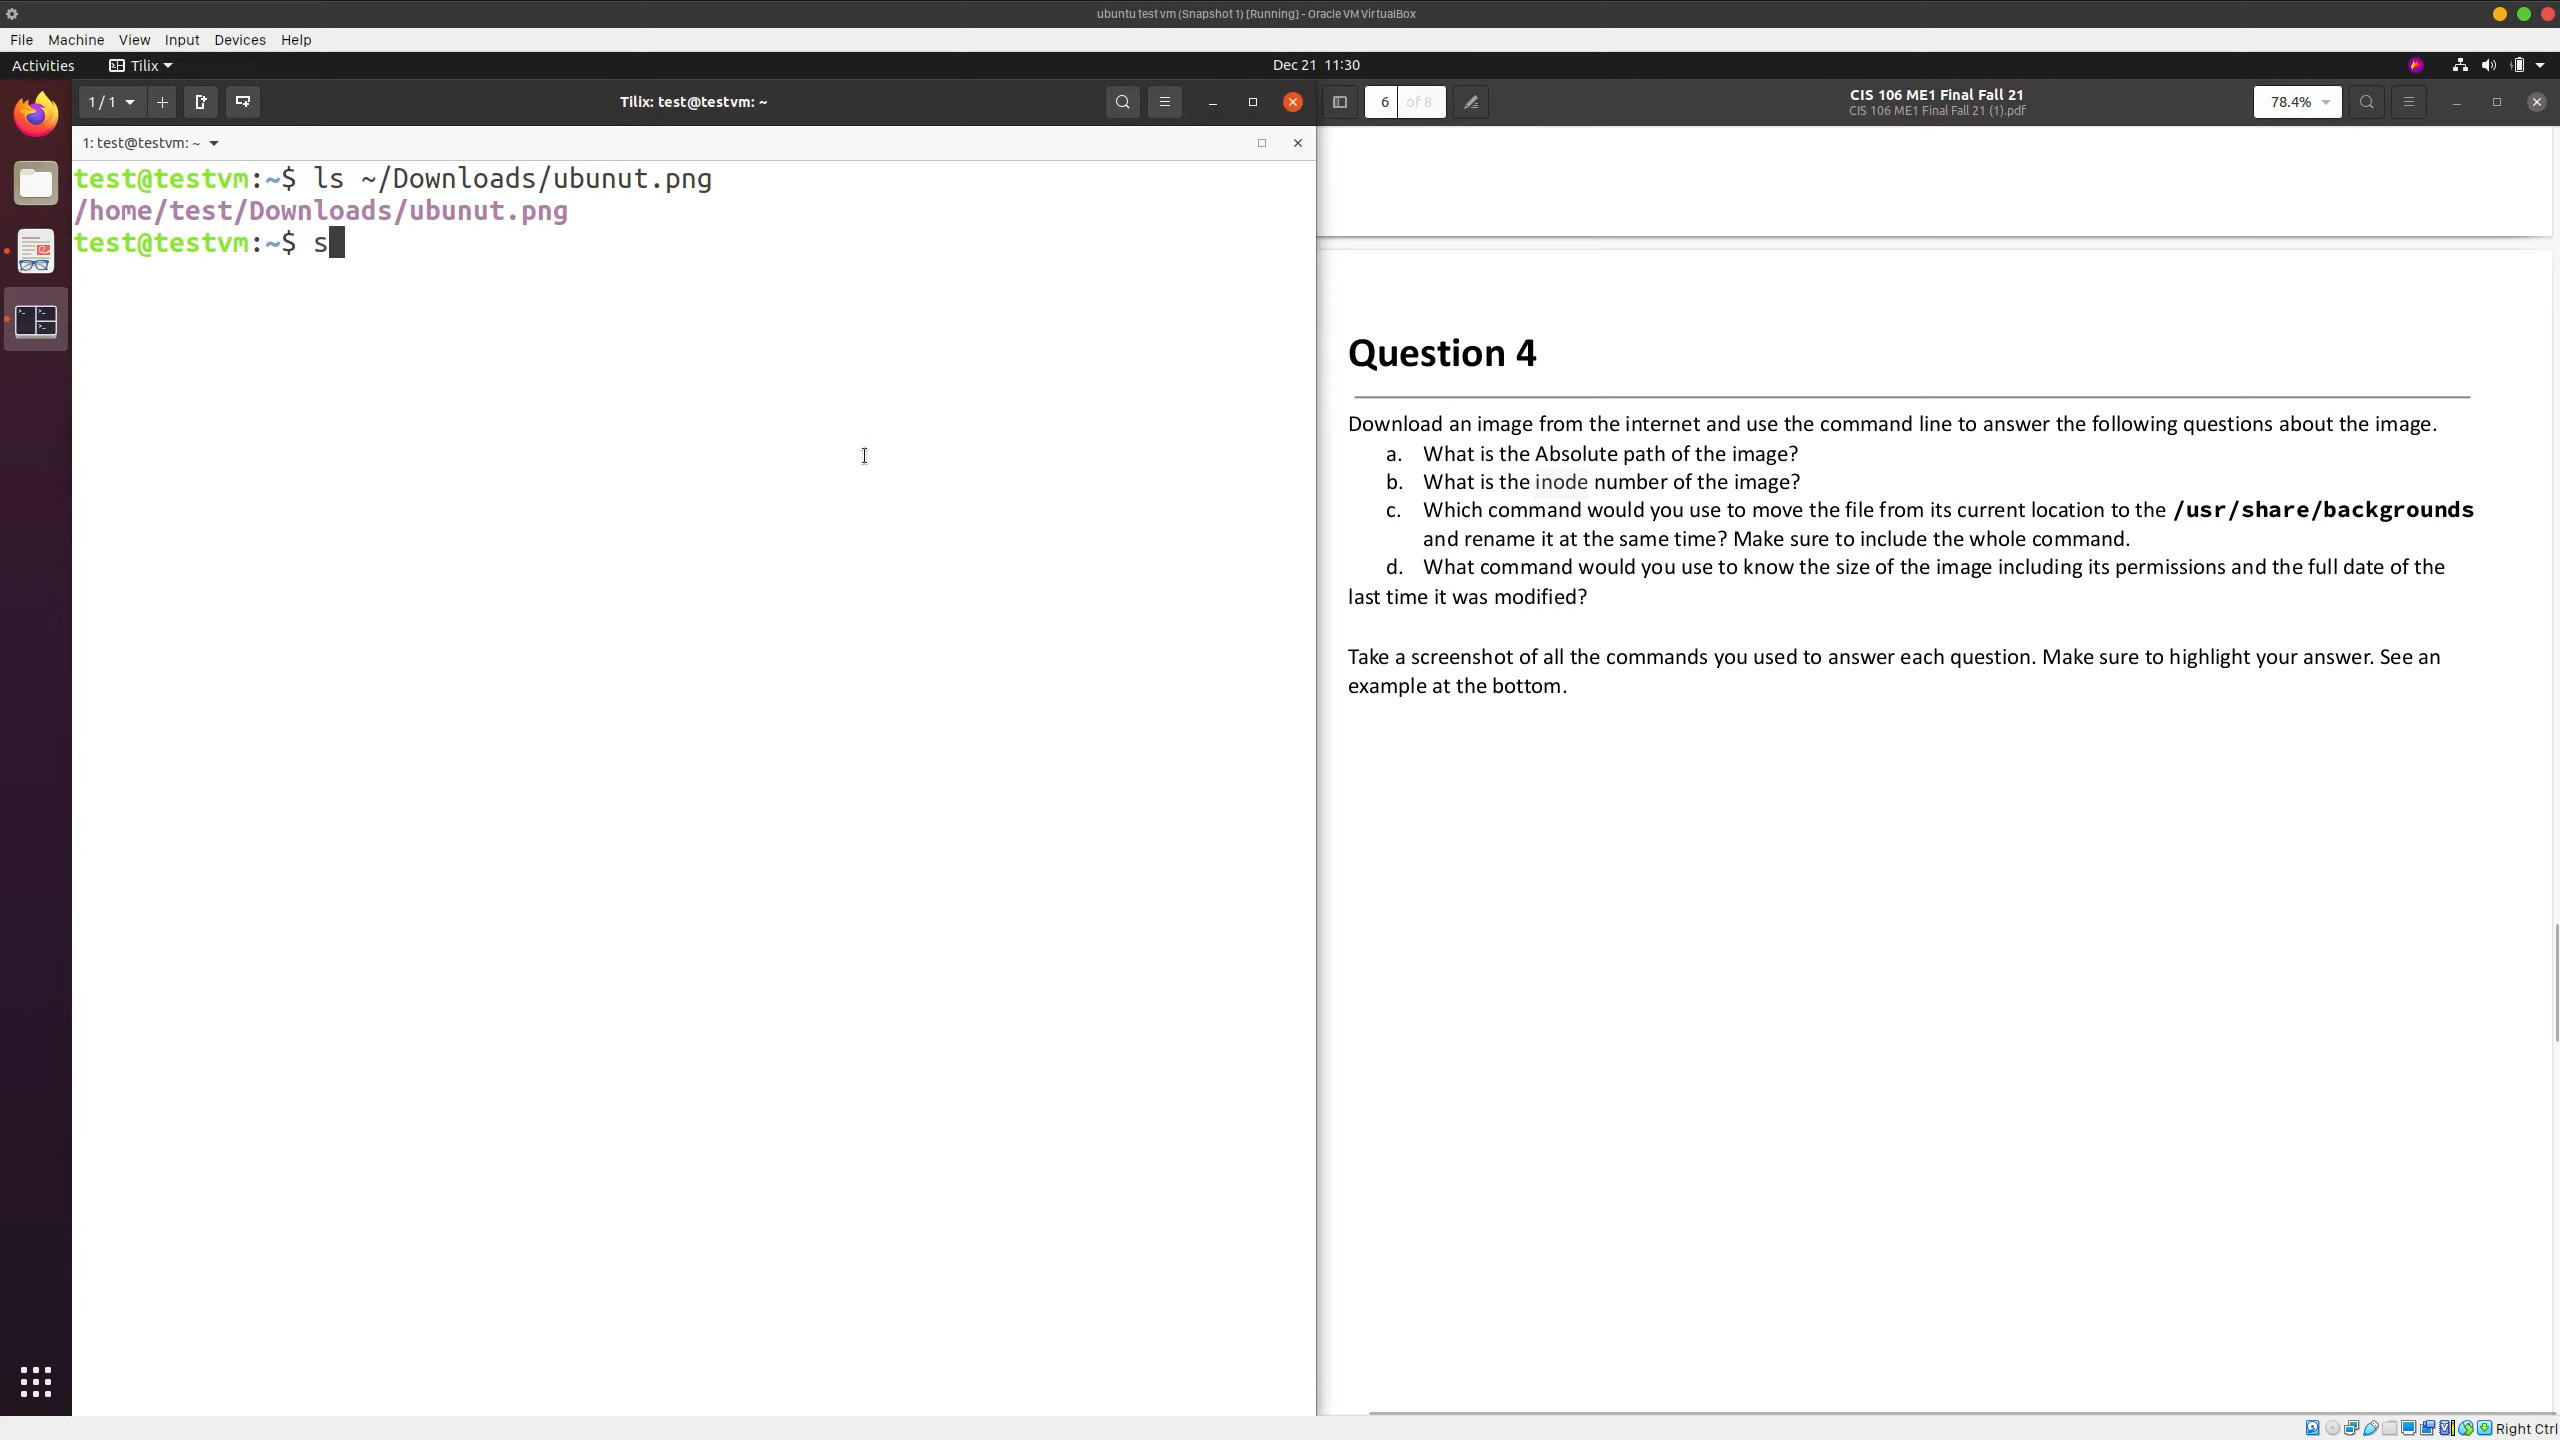 ubuntu test vm (Snapshot 1) [Running] - Oracle VM VirtualBox
File Machine View Input Devices Help
Activities Tilix Dec 21 11:30
1 / 1 Tilix: test@testvm: ~
1: test@testvm: ~
test@testvm:~$ ls ~/Downloads/ubunut.png
/home/test/Downloads/ubunut.png
test@testvm:~$ s
6 of 8 CIS 106 ME1 Final Fall 21 78.4%
CIS 106 ME1 Final Fall 21 (1).pdf
Question 4
Download an image from the internet and use the command line to answer the following questions about the image.
a. What is the Absolute path of the image?
b. What is the inode number of the image?
c. Which command would you use to move the file from its current location to the /usr/share/backgrounds
and rename it at the same time? Make sure to include the whole command.
d. What command would you use to know the size of the image including its permissions and the full date of the
last time it was modified?
Take a screenshot of all the commands you used to answer each question. Make sure to highlight your answer. See an
example at the bottom.
Right Ctrl